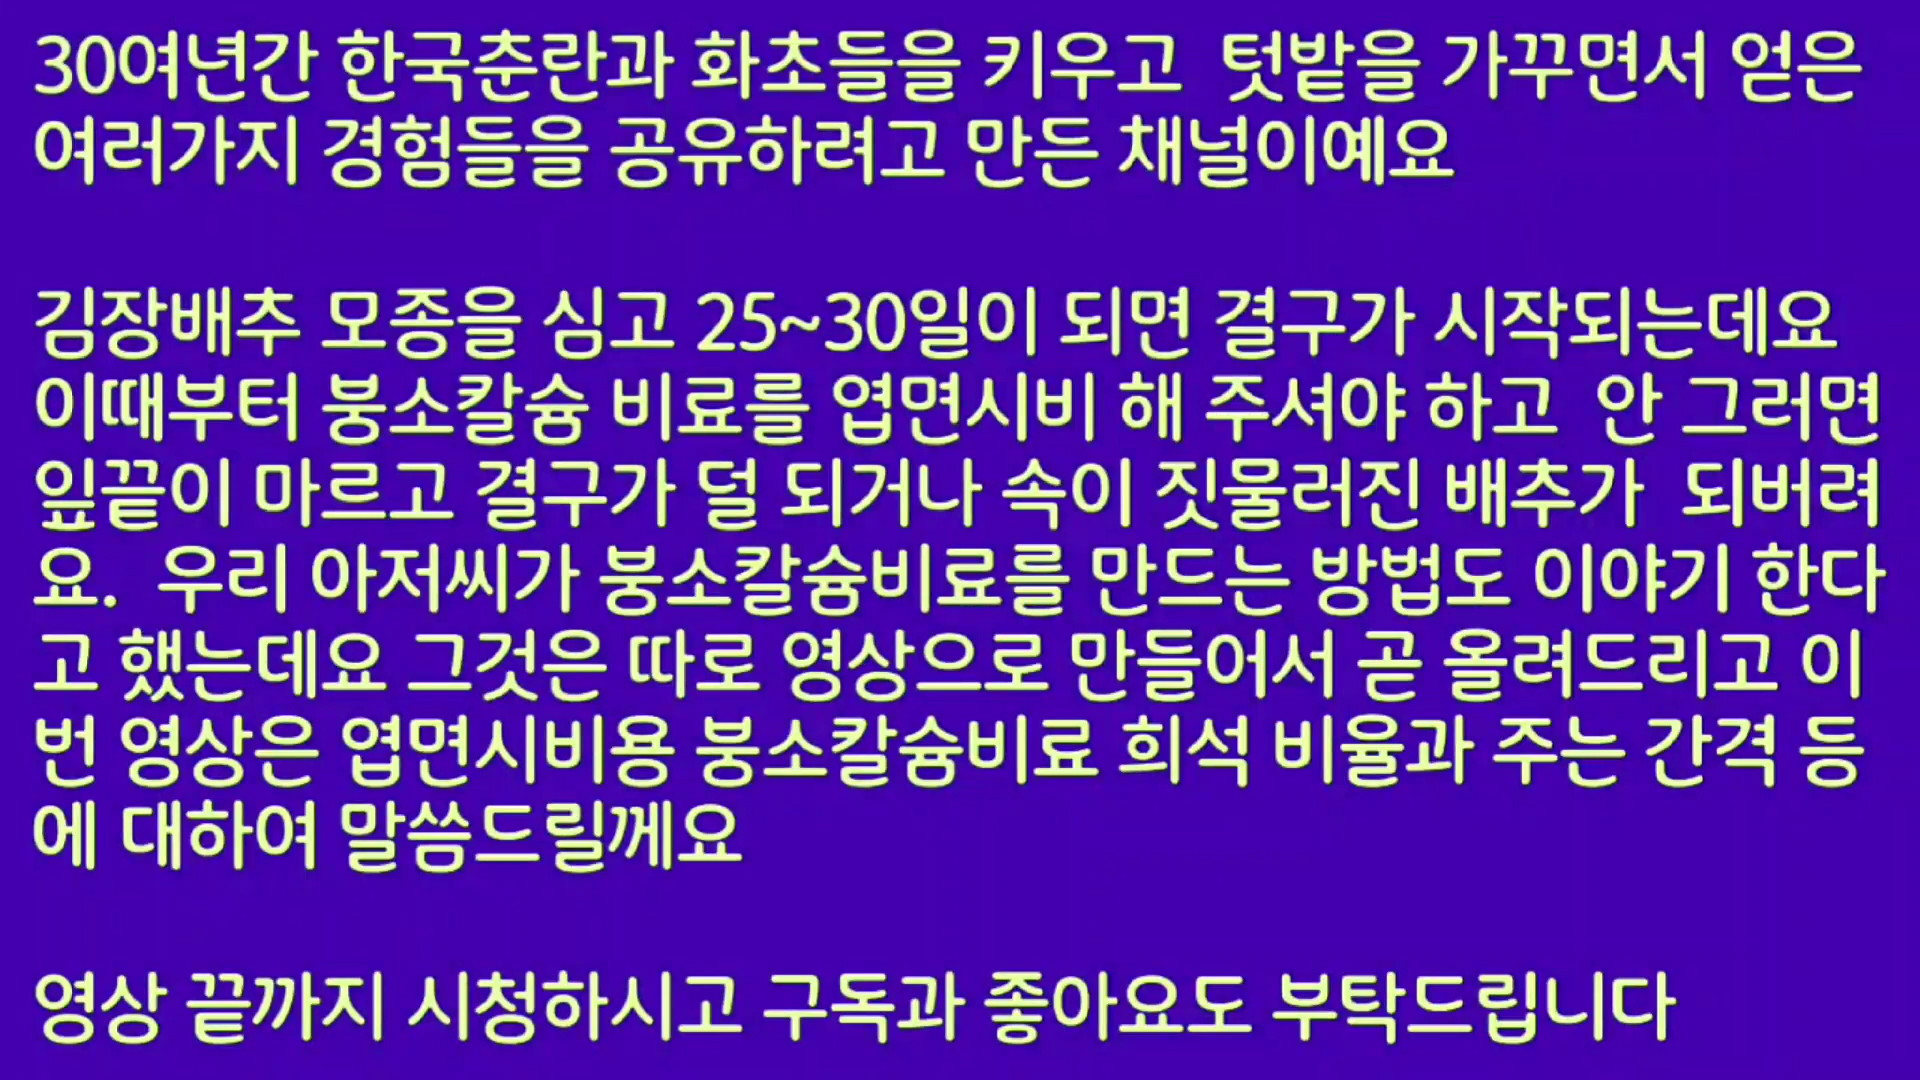 30여년간 한국춘란과 화초들을 키우고  텃밭을 가꾸면서 얻은
여러가지 경험들을 공유하려고 만든 채널이예요
김장배추 모종을 심고 25~30일이 되면 결구가 시작되는데요
이때부터 붕소칼슘 비료를 엽면시비 해 주셔야 하고  안 그러면
잎끝이 마르고 결구가 덜 되거나 속이 짓물러진 배추가  되버려
요.  우리 아저씨가 붕소칼슘비료를 만드는 방법도 이야기 한다
고 했는데요 그것은 따로 영상으로 만들어서 곧 올려드리고 이
번 영상은 엽면시비용 붕소칼슘비료 희석 비율과 주는 간격 등
에 대하여 말씀드릴께요
영상 끝까지 시청하시고 구독과 좋아요도 부탁드립니다